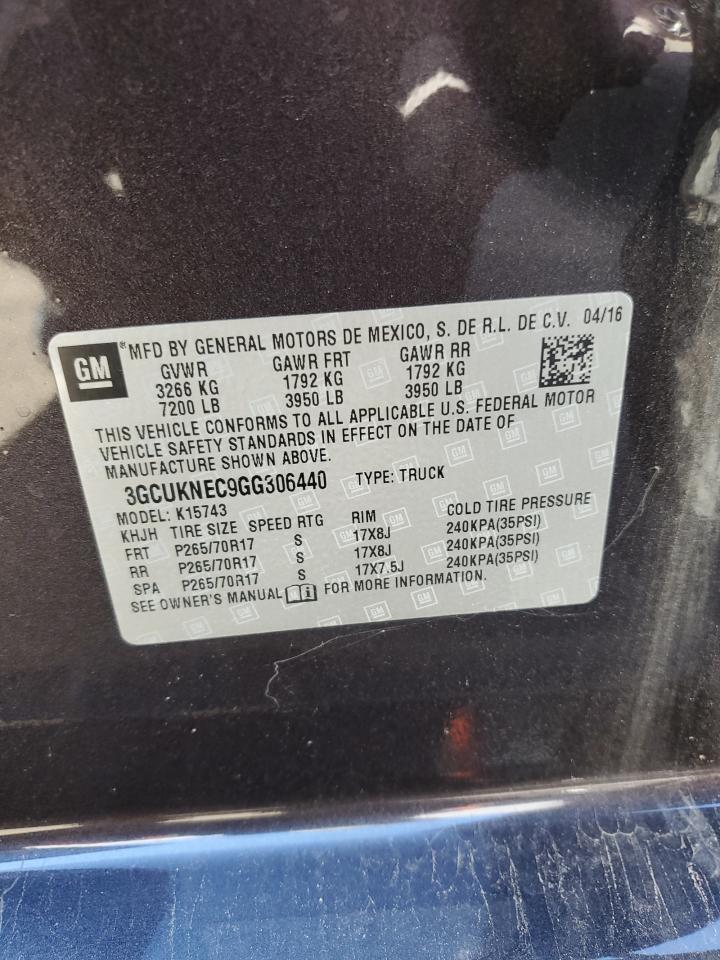 GM ® MFD BY GENERAL MOTORS DE MEXICO, S. DE R.L. DE C.V. 04/16
GVWR GAWR FRT GAWR RR
3266 KG 1792 KG 1792 KG
7200 LB 3950 LB 3950 LB
THIS VEHICLE CONFORMS TO ALL APPLICABLE U.S. FEDERAL MOTOR
VEHICLE SAFETY STANDARDS IN EFFECT ON THE DATE OF
MANUFACTURE SHOWN ABOVE.
3GCUKNEC9GG306440 TYPE: TRUCK
MODEL: K15743
KHJH TIRE SIZE SPEED RTG RIM COLD TIRE PRESSURE
FRT P265/70R17 S 17X8J 240KPA(35PSI)
RR P265/70R17 S 17X8J 240KPA(35PSI)
SPA P265/70R17 S 17X7.5J 240KPA(35PSI)
SEE OWNER'S MANUAL FOR MORE INFORMATION.